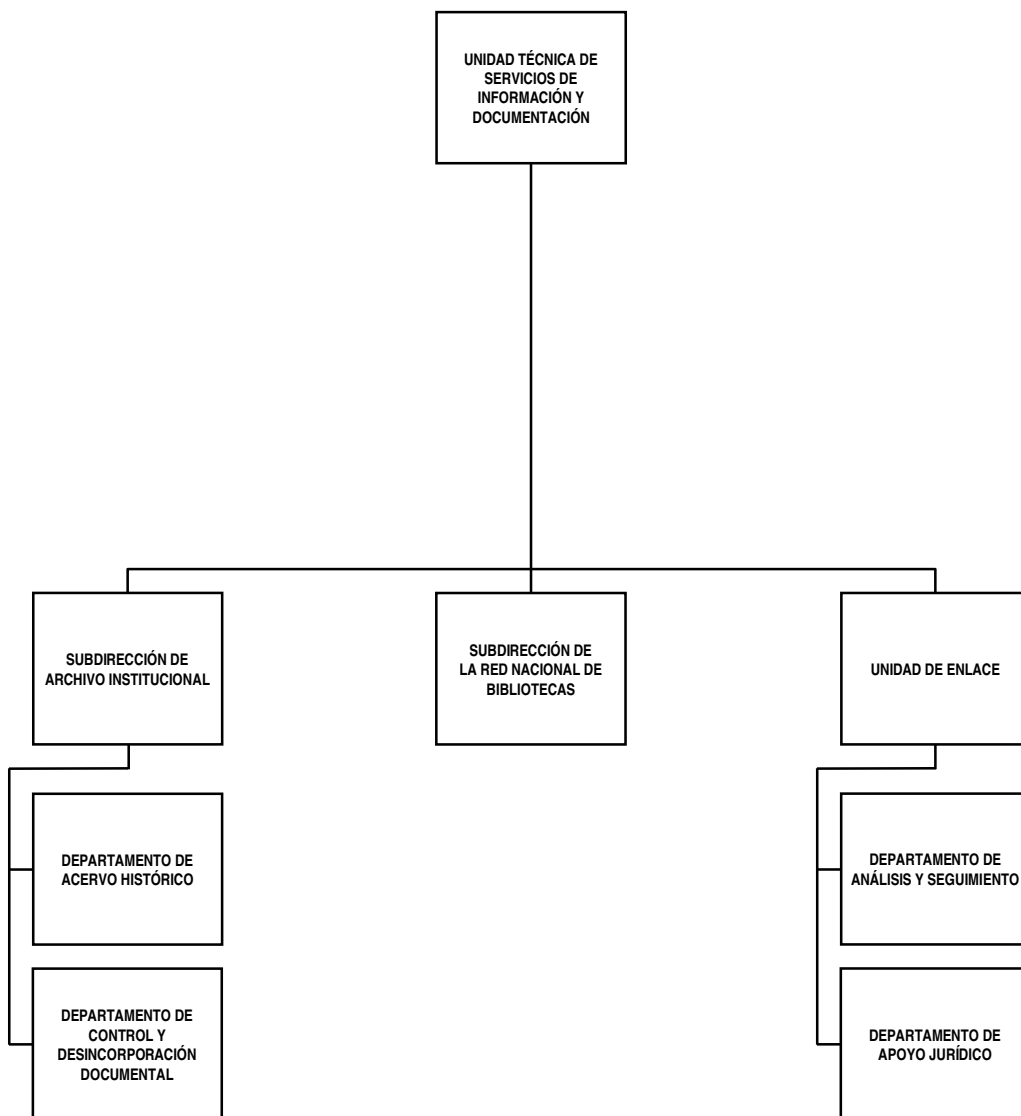 UNIDAD TÉCNICA DE
SERVICIOS DE
INFORMACIÓN Y
DOCUMENTACIÓN
SUBDIRECCIÓN DE
ARCHIVO INSTITUCIONAL
SUBDIRECCIÓN DE
LA RED NACIONAL DE
BIBLIOTECAS
UNIDAD DE ENLACE
DEPARTAMENTO DE
ACERVO HISTÓRICO
DEPARTAMENTO DE
ANÁLISIS Y SEGUIMIENTO
DEPARTAMENTO DE
CONTROL Y
DESINCORPORACIÓN
DOCUMENTAL
DEPARTAMENTO DE
APOYO JURÍDICO